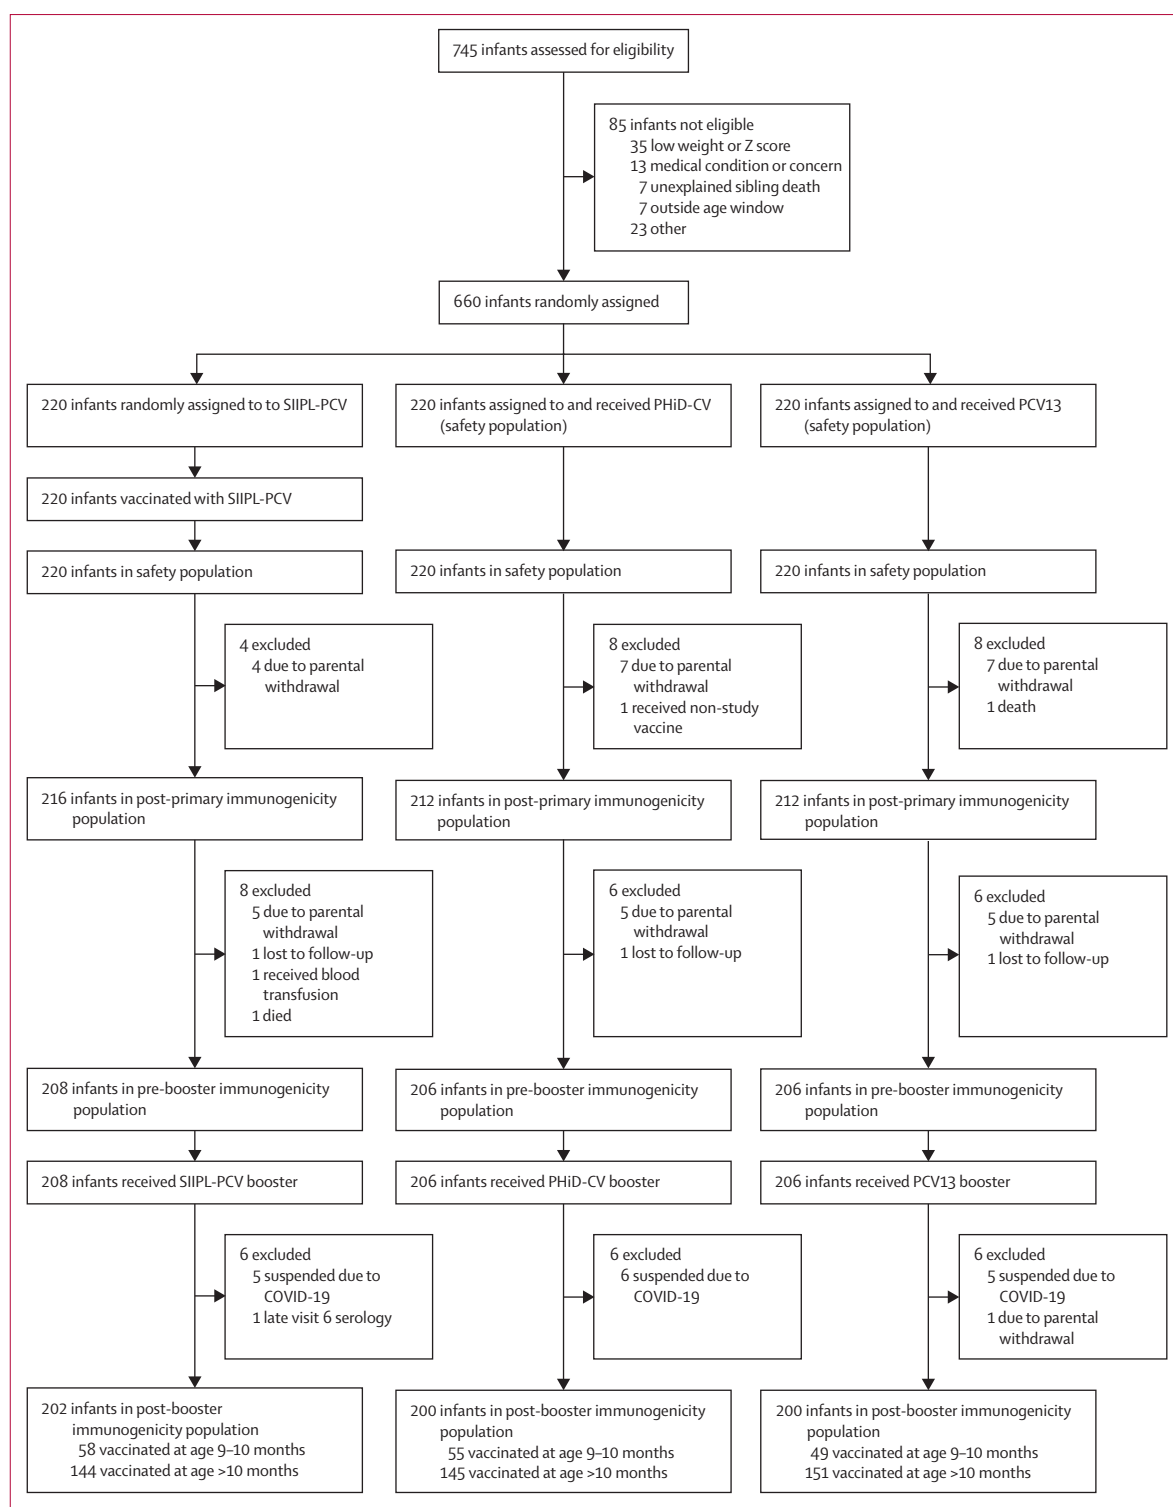 745 infants assessed for eligibility
85 infants not eligible
35 low weight or Z score
13 medical condition or concern
7 unexplained sibling death
7 outside age window
23 other
660 infants randomly assigned
220 infants randomly assigned to to SIIPL-PCV
220 infants assigned to and received PHiD-CV
(safety population)
220 infants assigned to and received PCV13
(safety population)
220 infants vaccinated with SIIPL-PCV
220 infants in safety population
220 infants in safety population
220 infants in safety population
4 excluded
4 due to parental
withdrawal
8 excluded
7 due to parental
withdrawal
1 received non-study
vaccine
8 excluded
7 due to parental
withdrawal
1 death
216 infants in post-primary immunogenicity
population
212 infants in post-primary immunogenicity
population
212 infants in post-primary immunogenicity
population
8 excluded
5 due to parental
withdrawal
1 lost to follow-up
1 received blood
transfusion
1 died
6 excluded
5 due to parental
withdrawal
1 lost to follow-up
6 excluded
5 due to parental
withdrawal
1 lost to follow-up
208 infants in pre-booster immunogenicity
population
206 infants in pre-booster immunogenicity
population
206 infants in pre-booster immunogenicity
population
208 infants received SIIPL-PCV booster
206 infants received PHiD-CV booster
206 infants received PCV13 booster
6 excluded
5 suspended due to
COVID-19
1 late visit 6 serology
6 excluded
6 suspended due to
COVID-19
6 excluded
5 suspended due to
COVID-19
1 due to parental
withdrawal
202 infants in post-booster
immunogenicity population
58 vaccinated at age 9–10 months
144 vaccinated at age >10 months
200 infants in post-booster immunogenicity
population
55 vaccinated at age 9–10 months
145 vaccinated at age >10 months
200 infants in post-booster immunogenicity
population
49 vaccinated at age 9–10 months
151 vaccinated at age >10 months